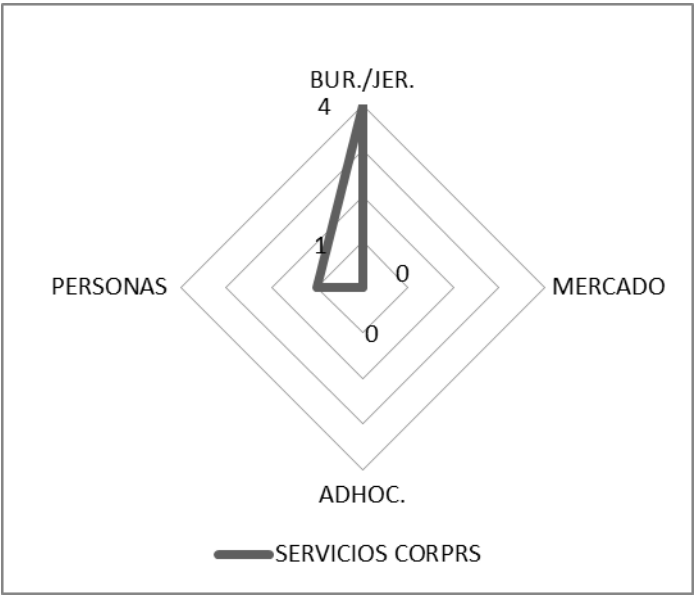 BUR./JER.
4
1
0
PERSONAS
MERCADO
0
ADHOC.
SERVICIOS CORPRS